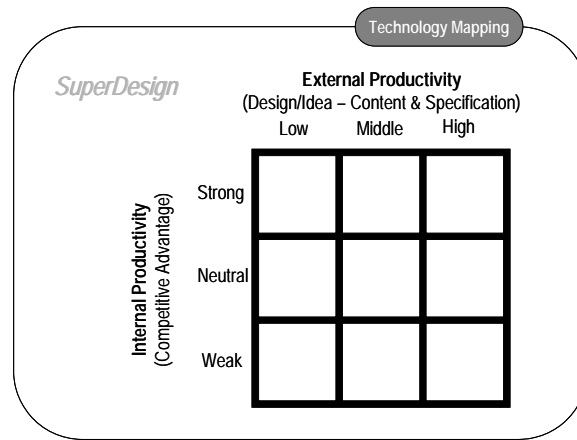 Technology Mapping
SuperDesign
External Productivity
(Design/Idea – Content & Specification)
Low Middle High
Internal Productivity
(Competitive Advantage)
Strong
Neutral
Weak